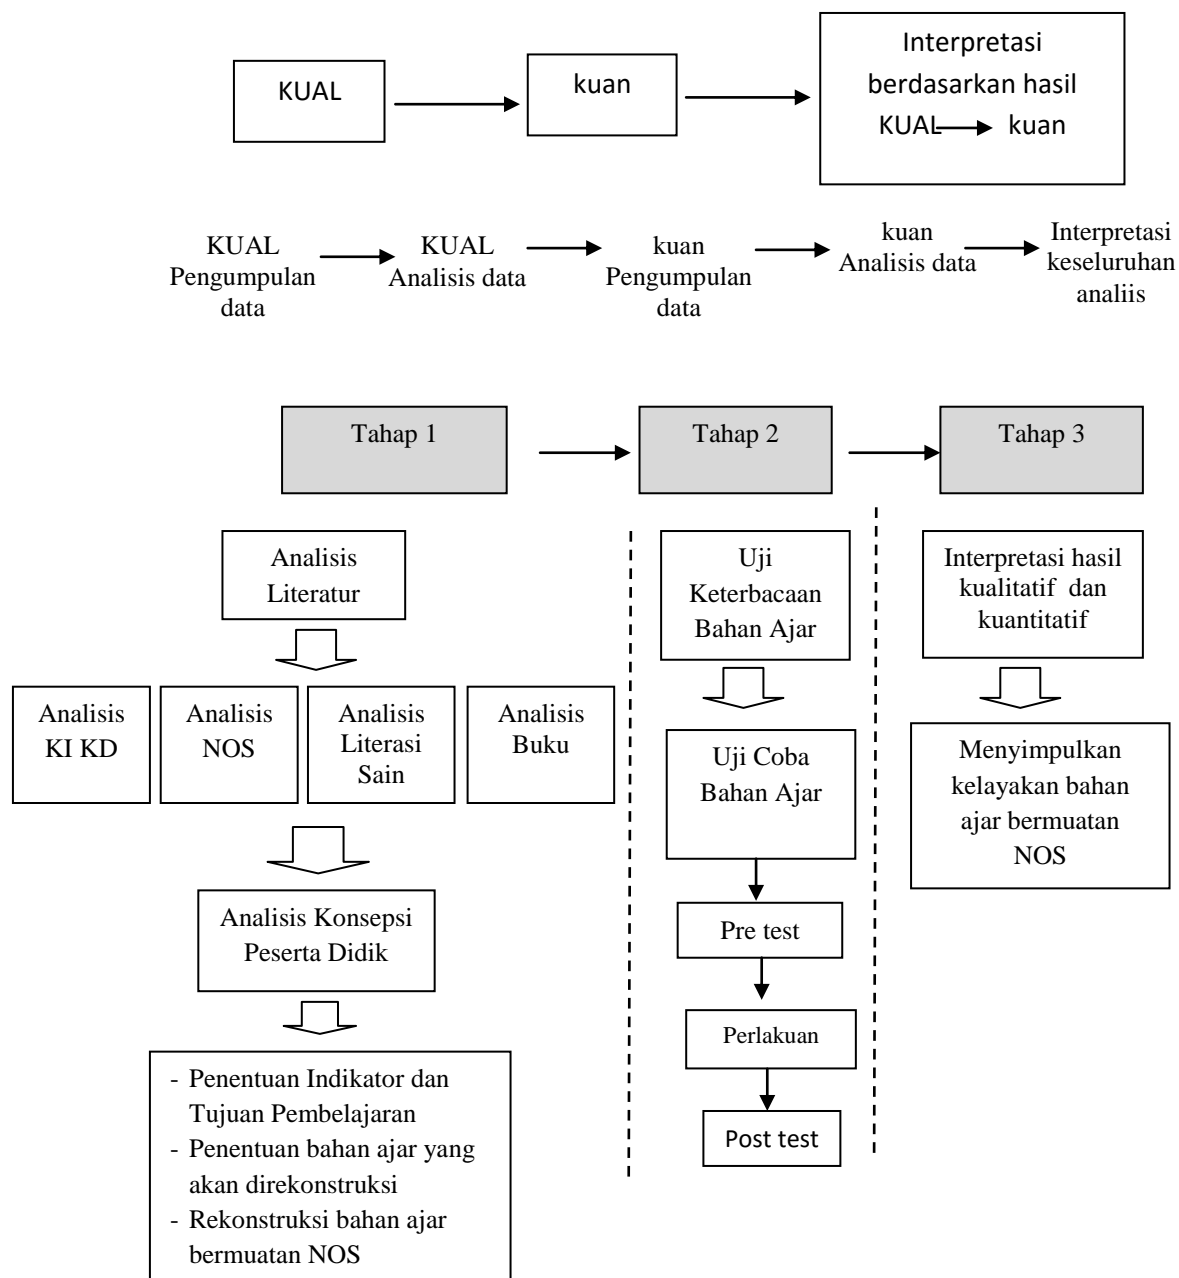 KUAL
kuan
Interpretasi
berdasarkan hasil
KUAL kuan
KUAL
Pengumpulan
data
KUAL
Analisis data
kuan
Pengumpulan
data
kuan
Analisis data
Interpretasi
keseluruhan
analiis
Tahap 1
Tahap 2
Tahap 3
Analisis
Literatur
Analisis
KI KD
Analisis
NOS
Analisis
Literasi
Sain
Analisis
Buku
Analisis Konsepsi
Peserta Didik
- Penentuan Indikator dan
Tujuan Pembelajaran
- Penentuan bahan ajar yang
akan direkonstruksi
- Rekonstruksi bahan ajar
bermuatan NOS
Uji
Keterbacaan
Bahan Ajar
Uji Coba
Bahan Ajar
Pre test
Perlakuan
Post test
Interpretasi hasil
kualitatif dan
kuantitatif
Menyimpulkan
kelayakan bahan
ajar bermuatan
NOS